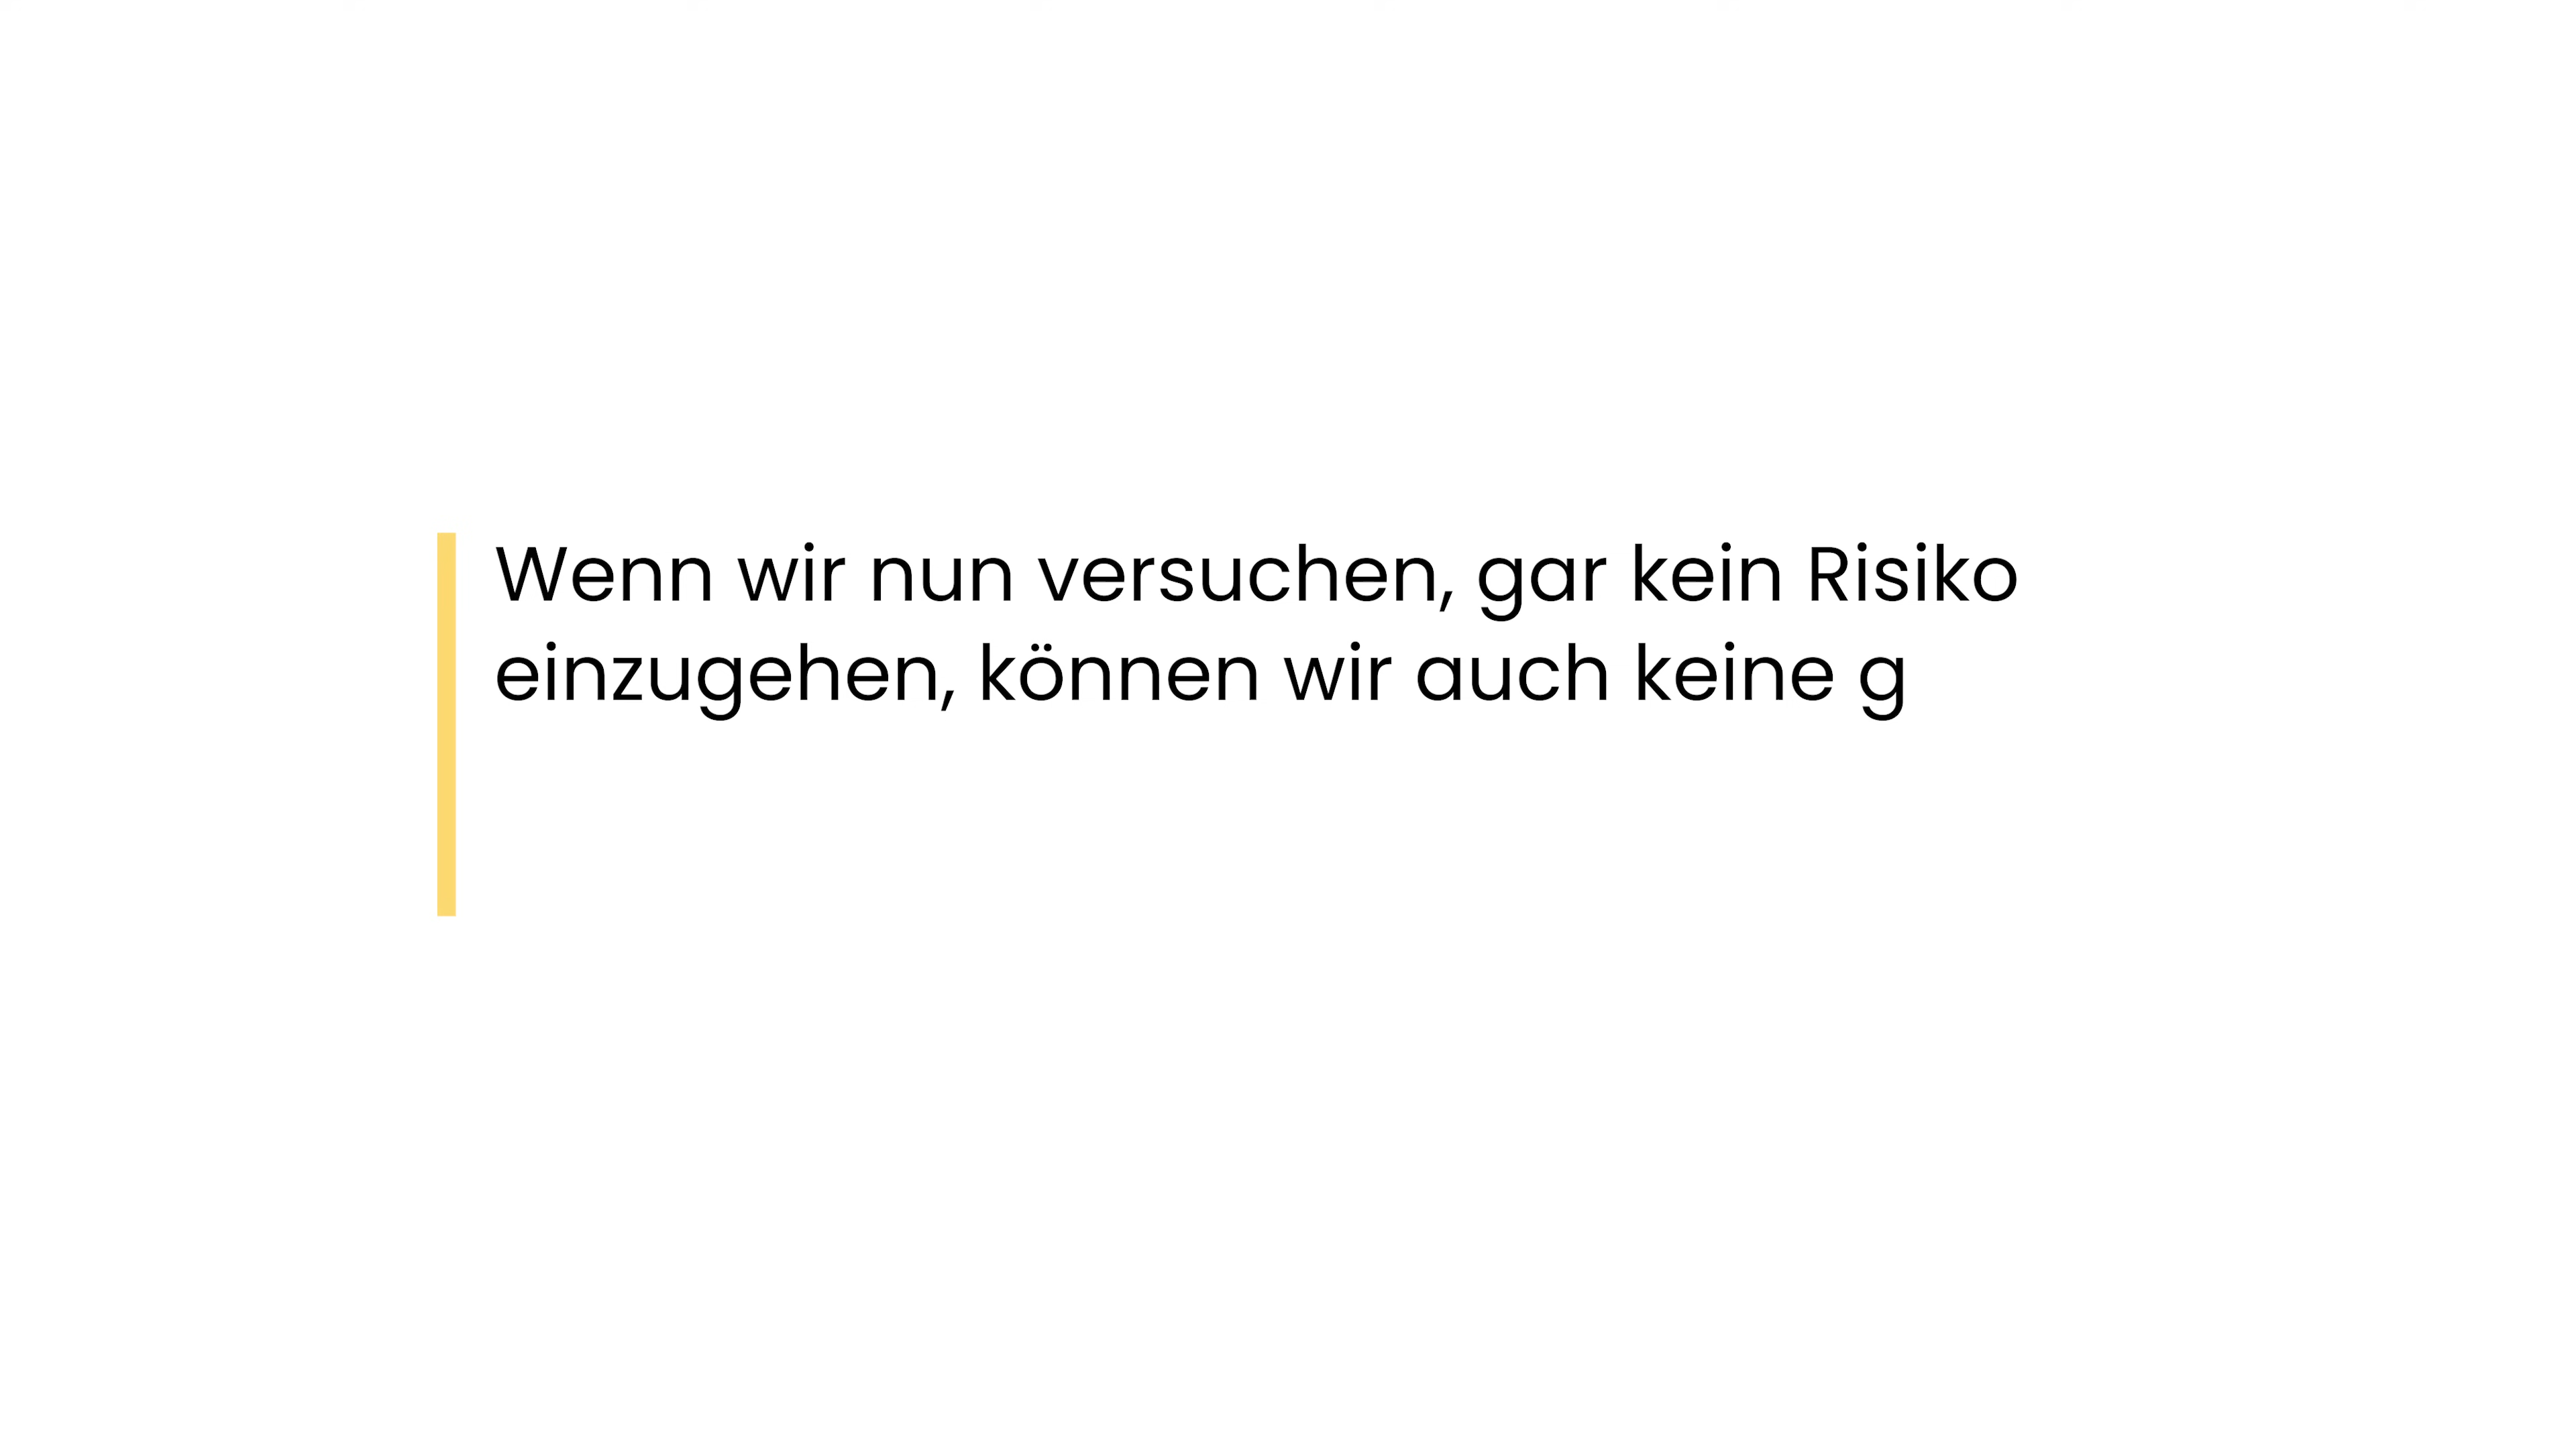 Wenn wir nun versuchen, gar kein Risiko
einzugehen, können wir auch keine g